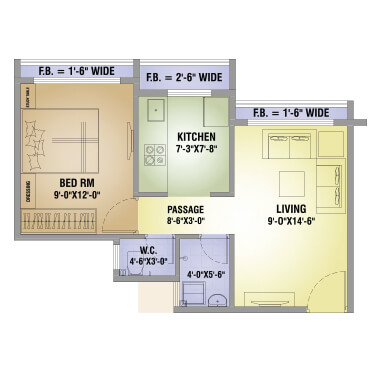 F.B. = 1'-6" WIDE
F.B. = 2'-6" WIDE
F.B. = 1'-6" WIDE
KITCHEN
7'-3"X7'-8"
BED RM
9'-0"X12'-0"
DRESSING
PASSAGE
8'-6"X3'-0"
LIVING
9'-0"X14'-6"
W.C.
4'-6"X3'-0"
4'-0"X5'-6"